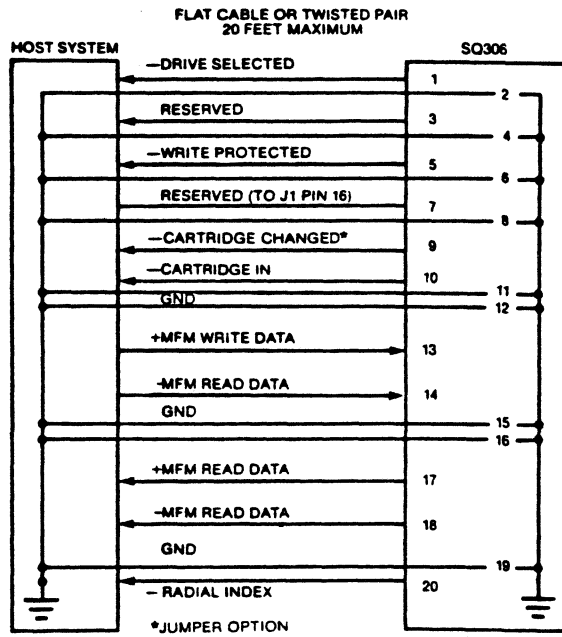 FLAT CABLE OR TWISTED PAIR
20 FEET MAXIMUM
HOST SYSTEM
SQ306
—DRIVE SELECTED
1
2
RESERVED
3
4
—WRITE PROTECTED
5
6
RESERVED (TO J1 PIN 16)
7
8
—CARTRIDGE CHANGED*
9
—CARTRIDGE IN
10
11
GND
12
+MFM WRITE DATA
13
-MFM READ DATA
14
GND
15
16
+MFM READ DATA
17
-MFM READ DATA
18
GND
19
20
— RADIAL INDEX
*JUMPER OPTION